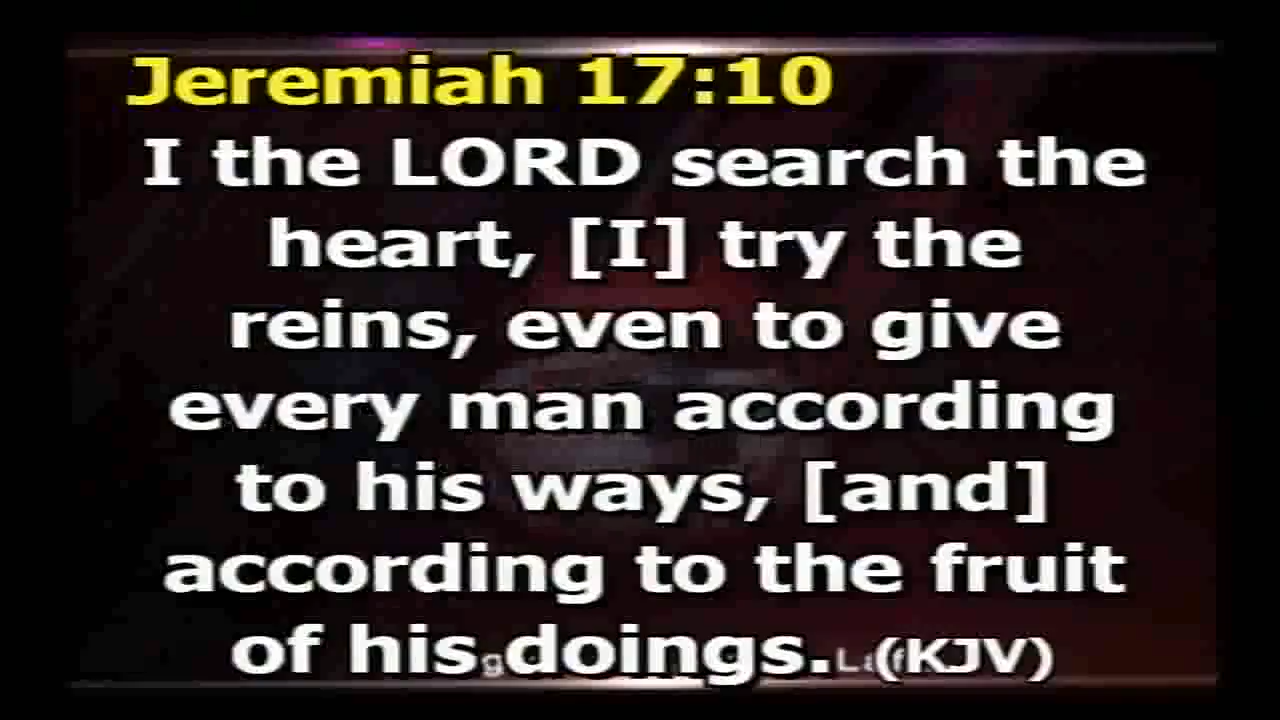 Jeremiah 17:10
I the LORD search the
heart, [I] try the
reins, even to give
every man according
to his ways, [and]
according to the fruit
of his doings. (KJV)